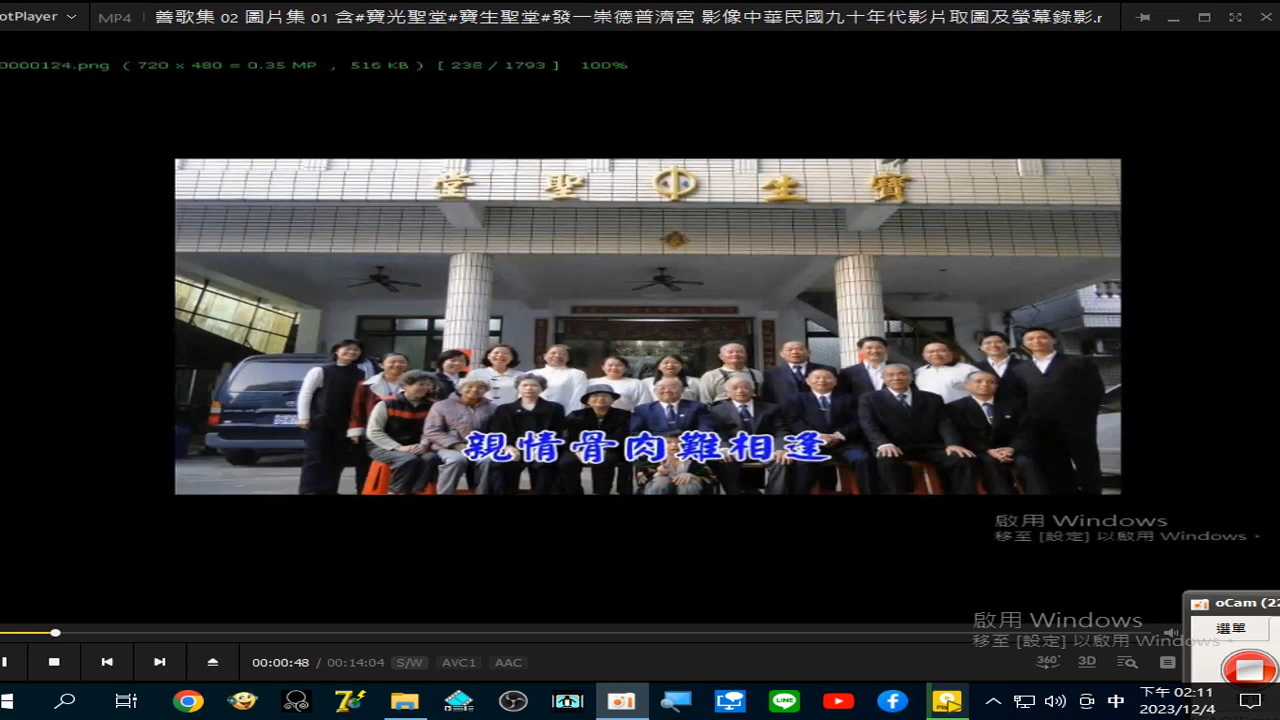 otPlayer MP4 善歌集 02 圖片集 01 含#寶光聖堂#寶生聖堂#發一崇德普濟宮 影像中華民國九十年代影片取圖及螢幕錄影.r
0000124.png ( 720 x 480 = 0.35 MP , 516 KB ) [ 238 / 1793 ] 100%
堂 聖 生 寶
親情骨肉難相逢
啟用 Windows
移至 [設定] 以啟用 Windows。
oCam (22
啟用 Windows
選單
移至 [設定] 以啟用 Windows。
360° 3D
00:00:48 / 00:14:04 S/W AVC1 AAC
中
下午 02:11
2023/12/4